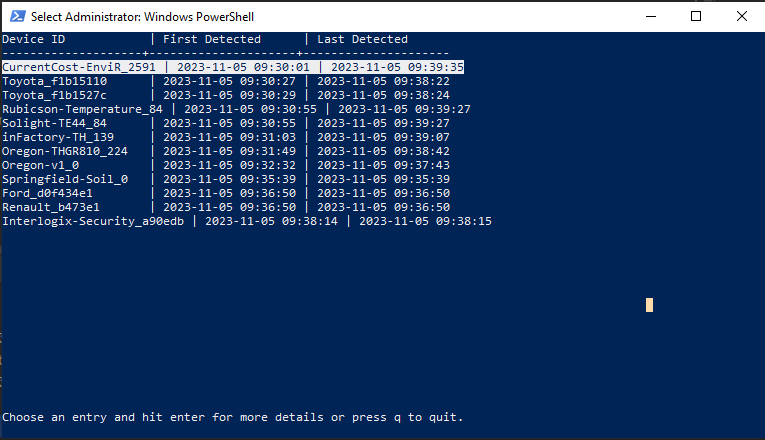 Select Administrator: Windows PowerShell
Device ID            | First Detected      | Last Detected
---------------------+---------------------+---------------------
CurrentCost-EnviR_2591 | 2023-11-05 09:30:01 | 2023-11-05 09:39:35
Toyota_f1b15110      | 2023-11-05 09:30:27 | 2023-11-05 09:38:22
Toyota_f1b1527c      | 2023-11-05 09:30:29 | 2023-11-05 09:38:24
Rubicson-Temperature_84 | 2023-11-05 09:30:55 | 2023-11-05 09:39:27
Solight-TE44_84      | 2023-11-05 09:30:55 | 2023-11-05 09:39:27
inFactory-TH_139     | 2023-11-05 09:31:03 | 2023-11-05 09:39:07
Oregon-THGR810_224   | 2023-11-05 09:31:49 | 2023-11-05 09:38:42
Oregon-v1_0          | 2023-11-05 09:32:32 | 2023-11-05 09:37:43
Springfield-Soil_0   | 2023-11-05 09:35:39 | 2023-11-05 09:35:39
Ford_d0f434e1        | 2023-11-05 09:36:50 | 2023-11-05 09:36:50
Renault_b473e1       | 2023-11-05 09:36:50 | 2023-11-05 09:36:50
Interlogix-Security_a90edb | 2023-11-05 09:38:14 | 2023-11-05 09:38:15
Choose an entry and hit enter for more details or press q to quit.